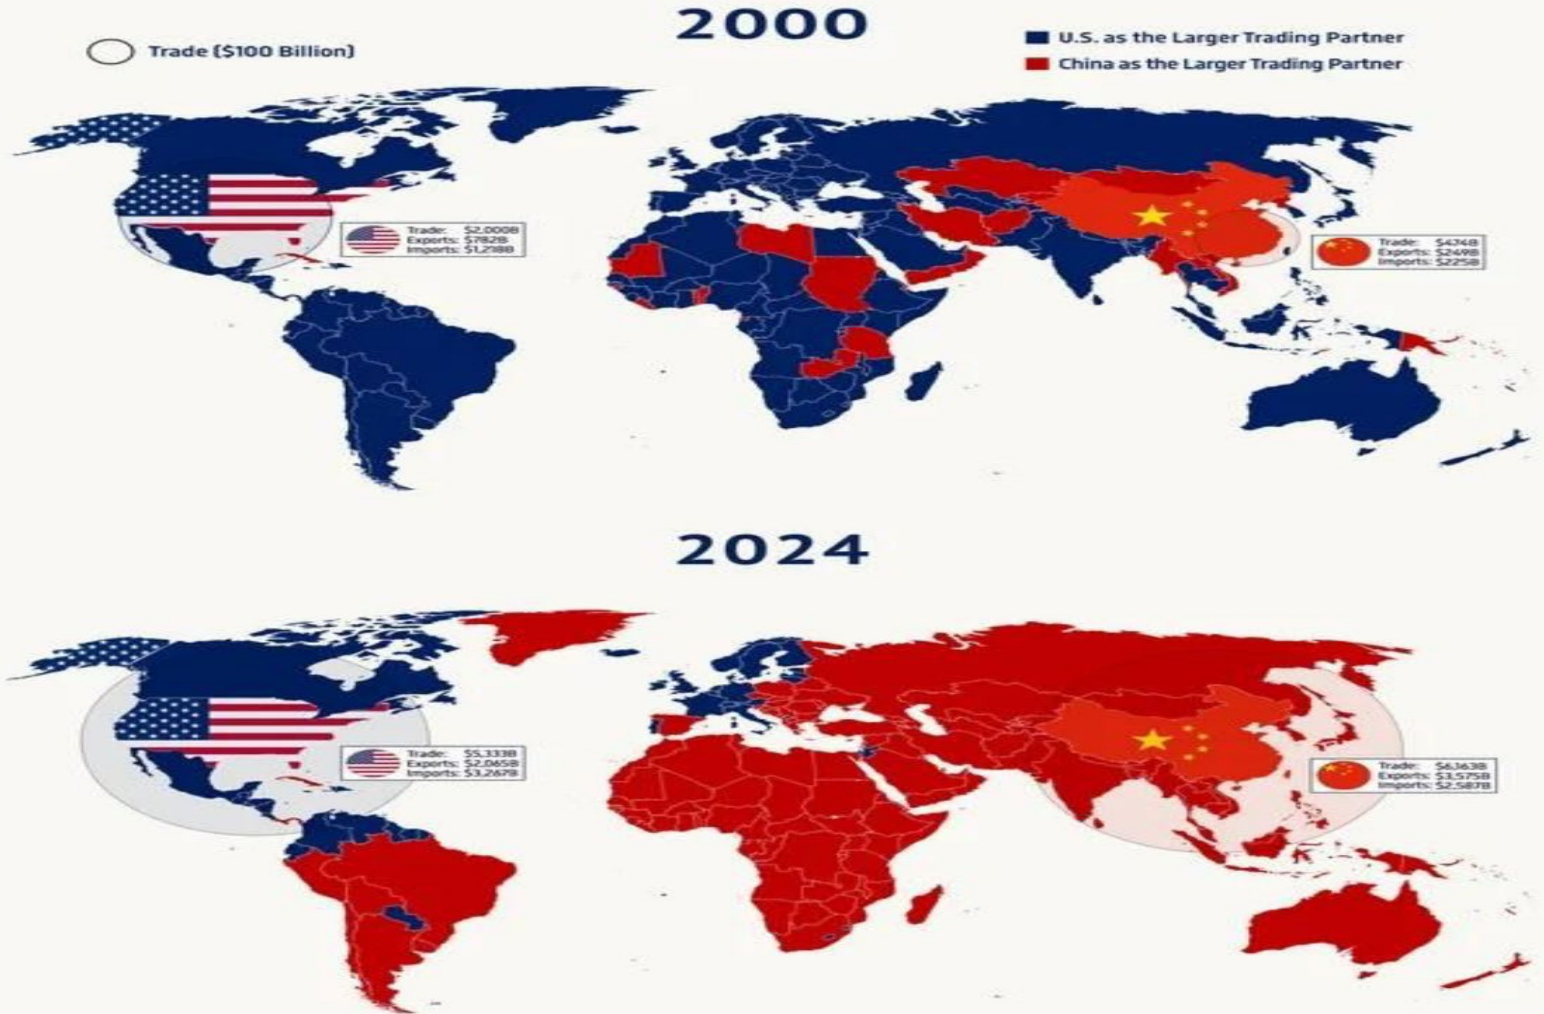 2000
Trade ($100 Billion)
U.S. as the Larger Trading Partner
China as the Larger Trading Partner
Trade: $2,000B
Exports: $782B
Imports: $1,218B
Trade: $474B
Exports: $249B
Imports: $225B
2024
Trade: $5,333B
Exports: $2,065B
Imports: $3,267B
Trade: $6,163B
Exports: $3,575B
Imports: $2,587B